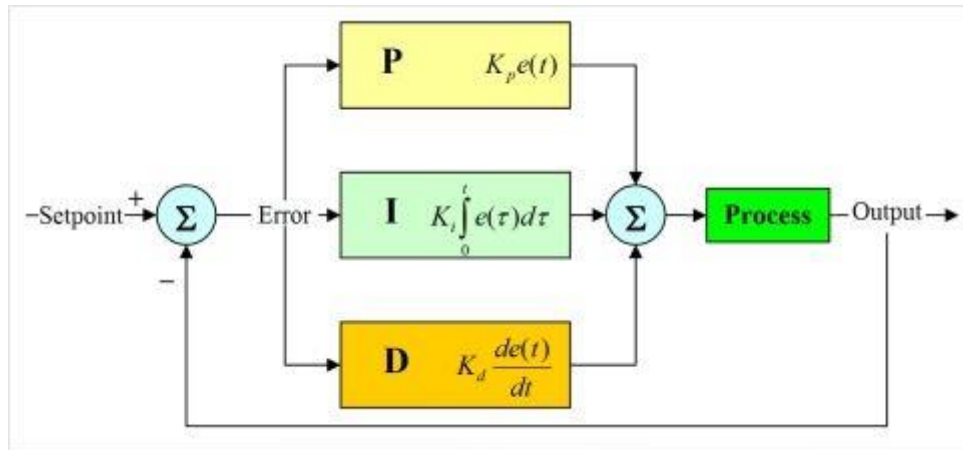 P K_p e(t)
Setpoint
+
Σ
Error
I K_i ∫_0^t e(τ)dτ
Σ
Process
Output
−
D K_d de(t)/dt